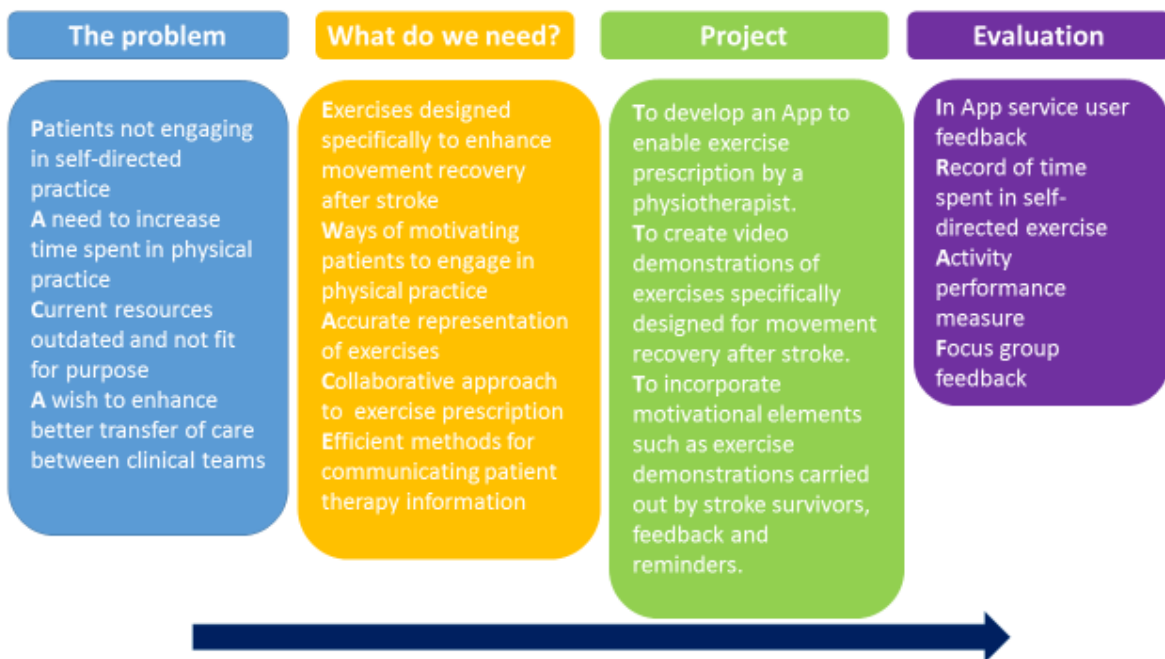 The problem
Patients not engaging
in self-directed
practice
A need to increase
time spent in physical
practice
Current resources
outdated and not fit
for purpose
A wish to enhance
better transfer of care
between clinical teams
What do we need?
Exercises designed
specifically to enhance
movement recovery
after stroke
Ways of motivating
patients to engage in
physical practice
Accurate representation
of exercises
Collaborative approach
to exercise prescription
Efficient methods for
communicating patient
therapy information
Project
To develop an App to
enable exercise
prescription by a
physiotherapist.
To create video
demonstrations of
exercises specifically
designed for movement
recovery after stroke.
To incorporate
motivational elements
such as exercise
demonstrations carried
out by stroke survivors,
feedback and
reminders.
Evaluation
In App service user
feedback
Record of time
spent in self-
directed exercise
Activity
performance
measure
Focus group
feedback